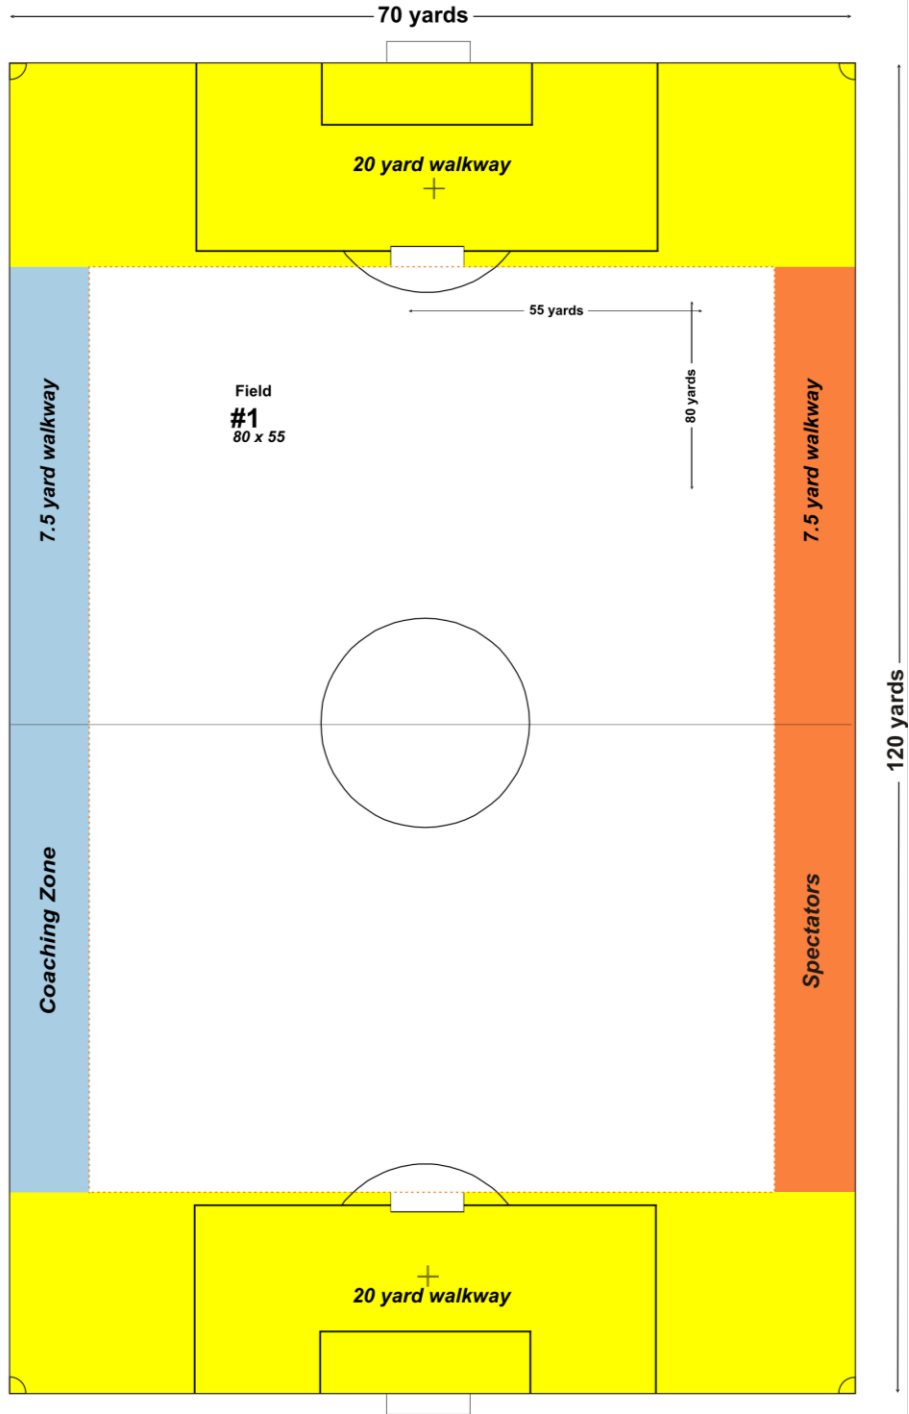 70 yards
20 yard walkway
55 yards
80 yards
Field
#1
80 x 55
7.5 yard walkway
7.5 yard walkway
120 yards
Coaching Zone
Spectators
20 yard walkway